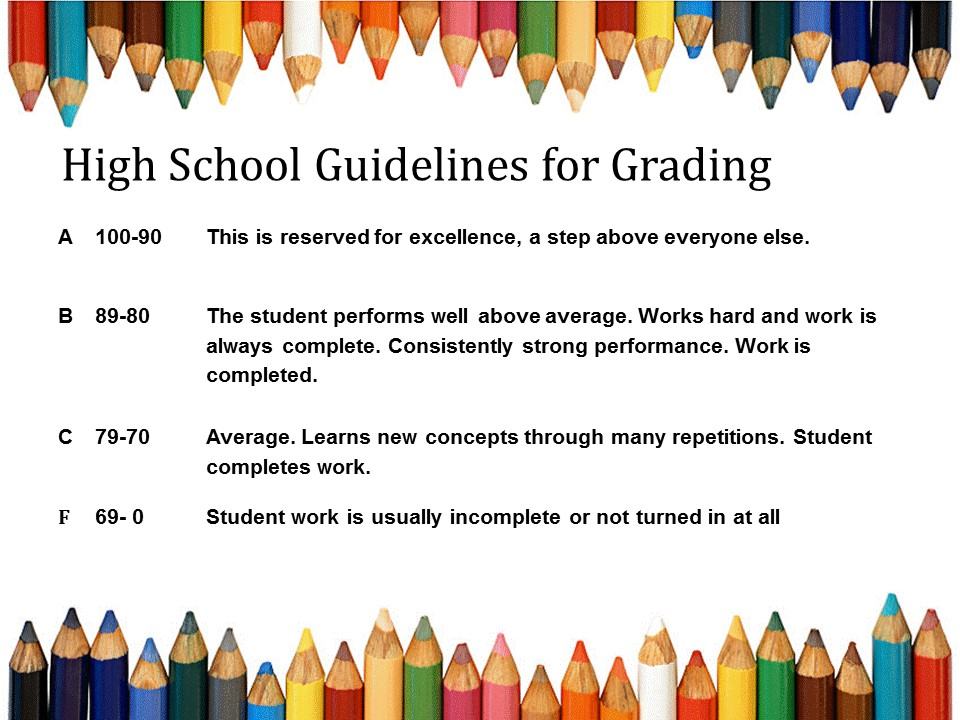 High School Guidelines for Grading
A 100-90 This is reserved for excellence, a step above everyone else.
B 89-80 The student performs well above average. Works hard and work is
always complete. Consistently strong performance. Work is
completed.
C 79-70 Average. Learns new concepts through many repetitions. Student
completes work.
F 69- 0 Student work is usually incomplete or not turned in at all